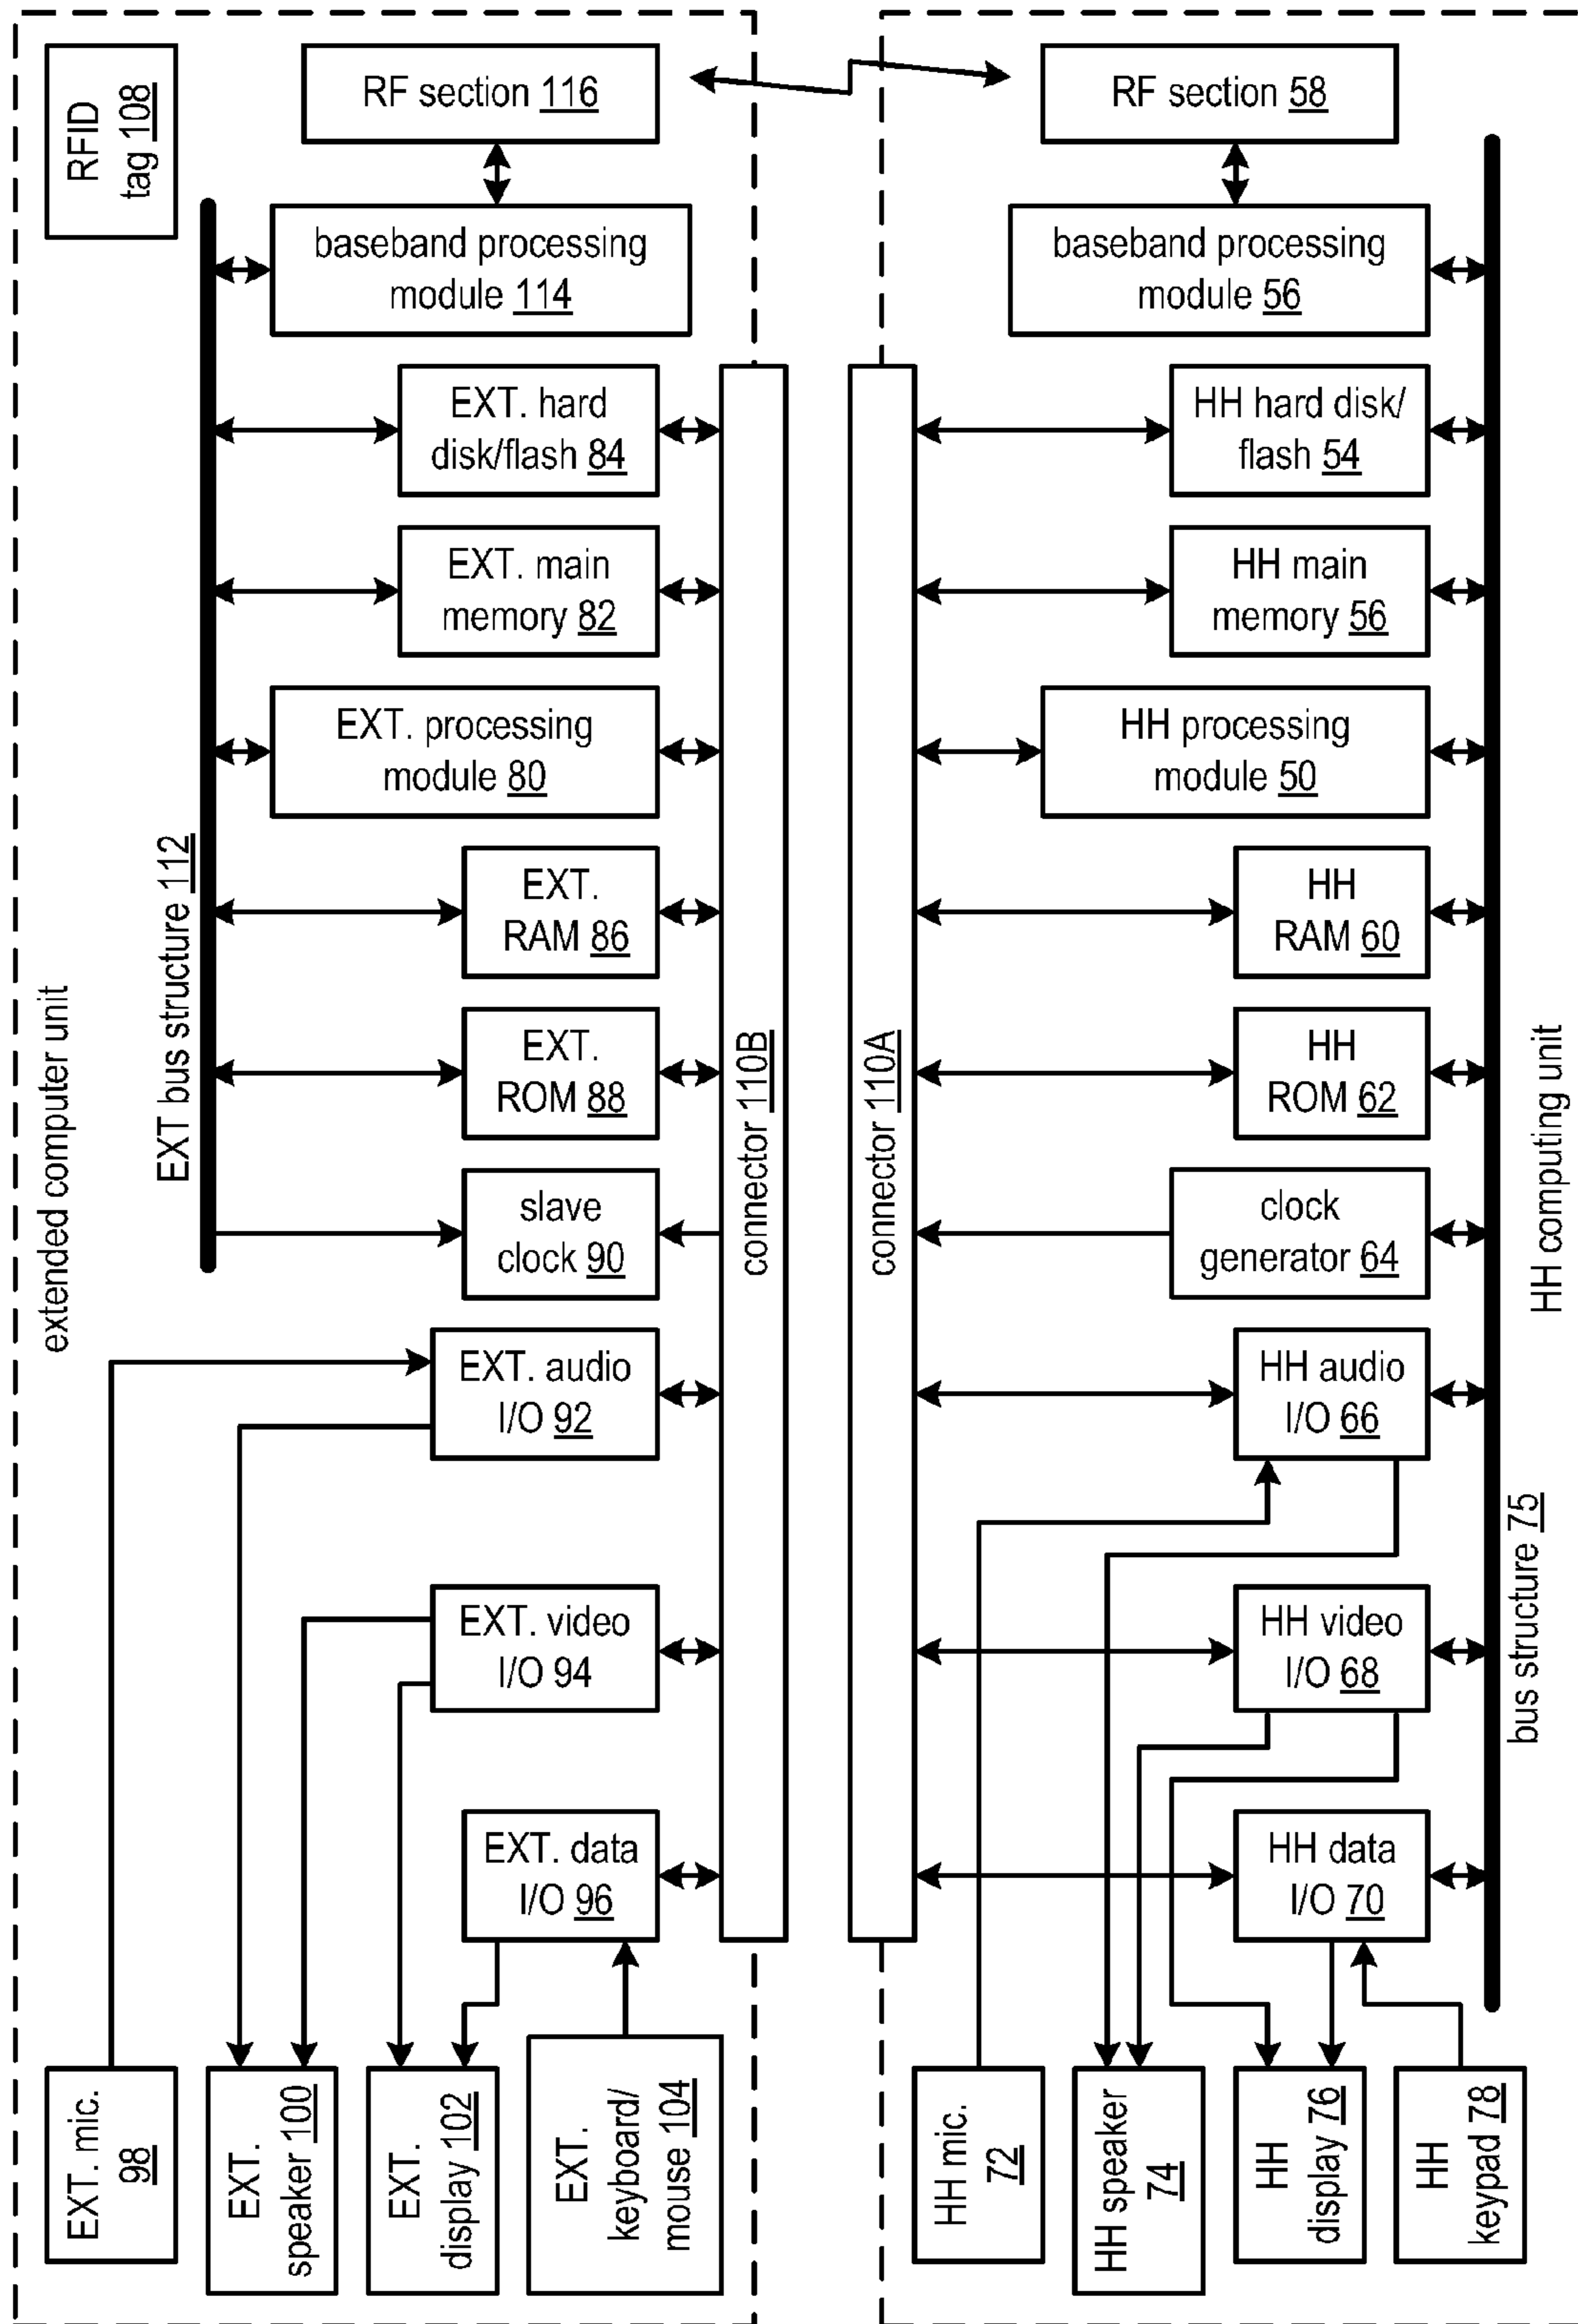 RFID
tag 108
RF section 116
RF section 58
baseband processing
module 114
baseband processing
module 56
EXT. hard
disk/flash 84
HH hard disk/
flash 54
EXT. main
memory 82
HH main
memory 56
EXT. processing
module 80
HH processing
module 50
EXT bus structure 112
EXT.
RAM 86
HH
RAM 60
extended computer unit
EXT.
ROM 88
connector 110B
connector 110A
HH
ROM 62
HH computing unit
slave
clock 90
clock
generator 64
EXT. audio
I/O 92
HH audio
I/O 66
bus structure 75
EXT. video
I/O 94
HH video
I/O 68
EXT. data
I/O 96
HH data
I/O 70
EXT. mic.
98
EXT.
speaker 100
EXT.
display 102
EXT.
keyboard/
mouse 104
HH mic.
72
HH speaker
74
HH
display 76
HH
keypad 78